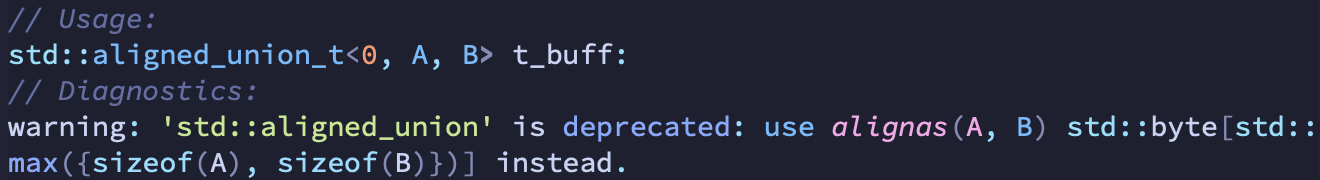 // Usage:
std::aligned_union_t<0, A, B> t_buff:
// Diagnostics:
warning: 'std::aligned_union' is deprecated: use alignas(A, B) std::byte[std::
max({sizeof(A), sizeof(B)})] instead.